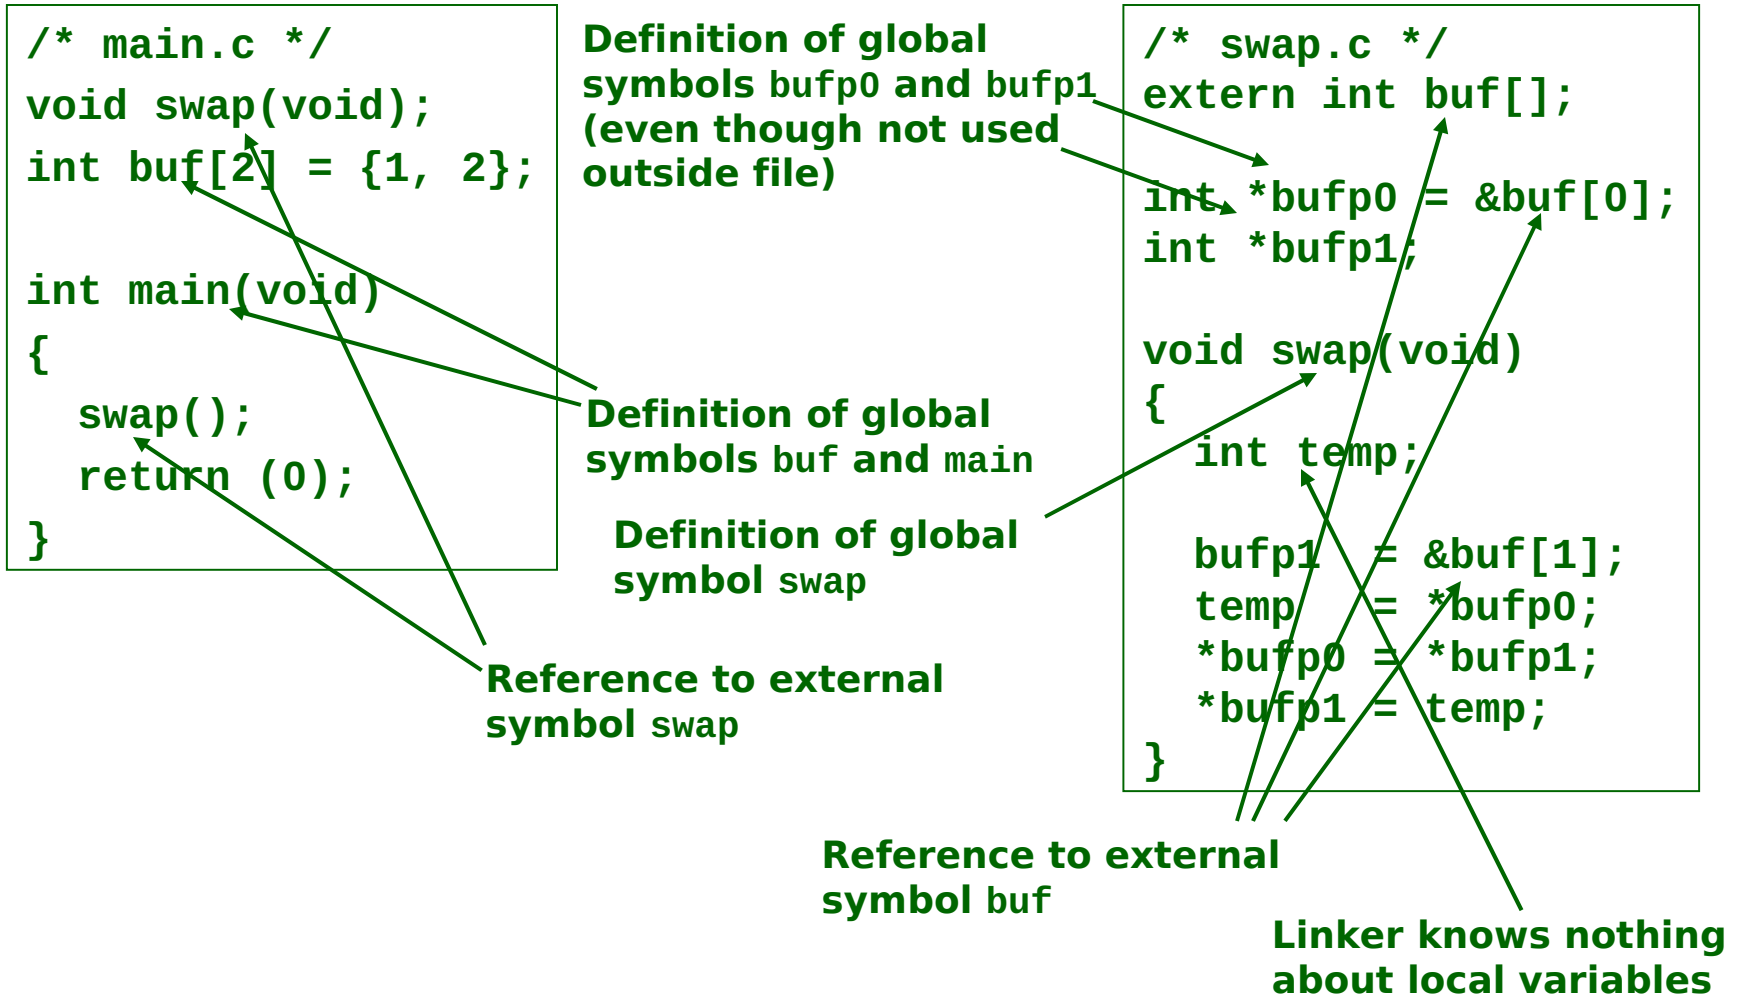 /* main.c */
void swap(void);
int buf[2] = {1, 2};
int main(void)
{
  swap();
  return (0);
}
Definition of global
symbols bufp0 and bufp1
(even though not used
outside file)
Definition of global
symbols buf and main
Definition of global
symbol swap
Reference to external
symbol swap
/* swap.c */
extern int buf[];
int *bufp0 = &buf[0];
int *bufp1;
void swap(void)
{
  int temp;
  bufp1  = &buf[1];
  temp   = *bufp0;
  *bufp0 = *bufp1;
  *bufp1 = temp;
}
Reference to external
symbol buf
Linker knows nothing
about local variables